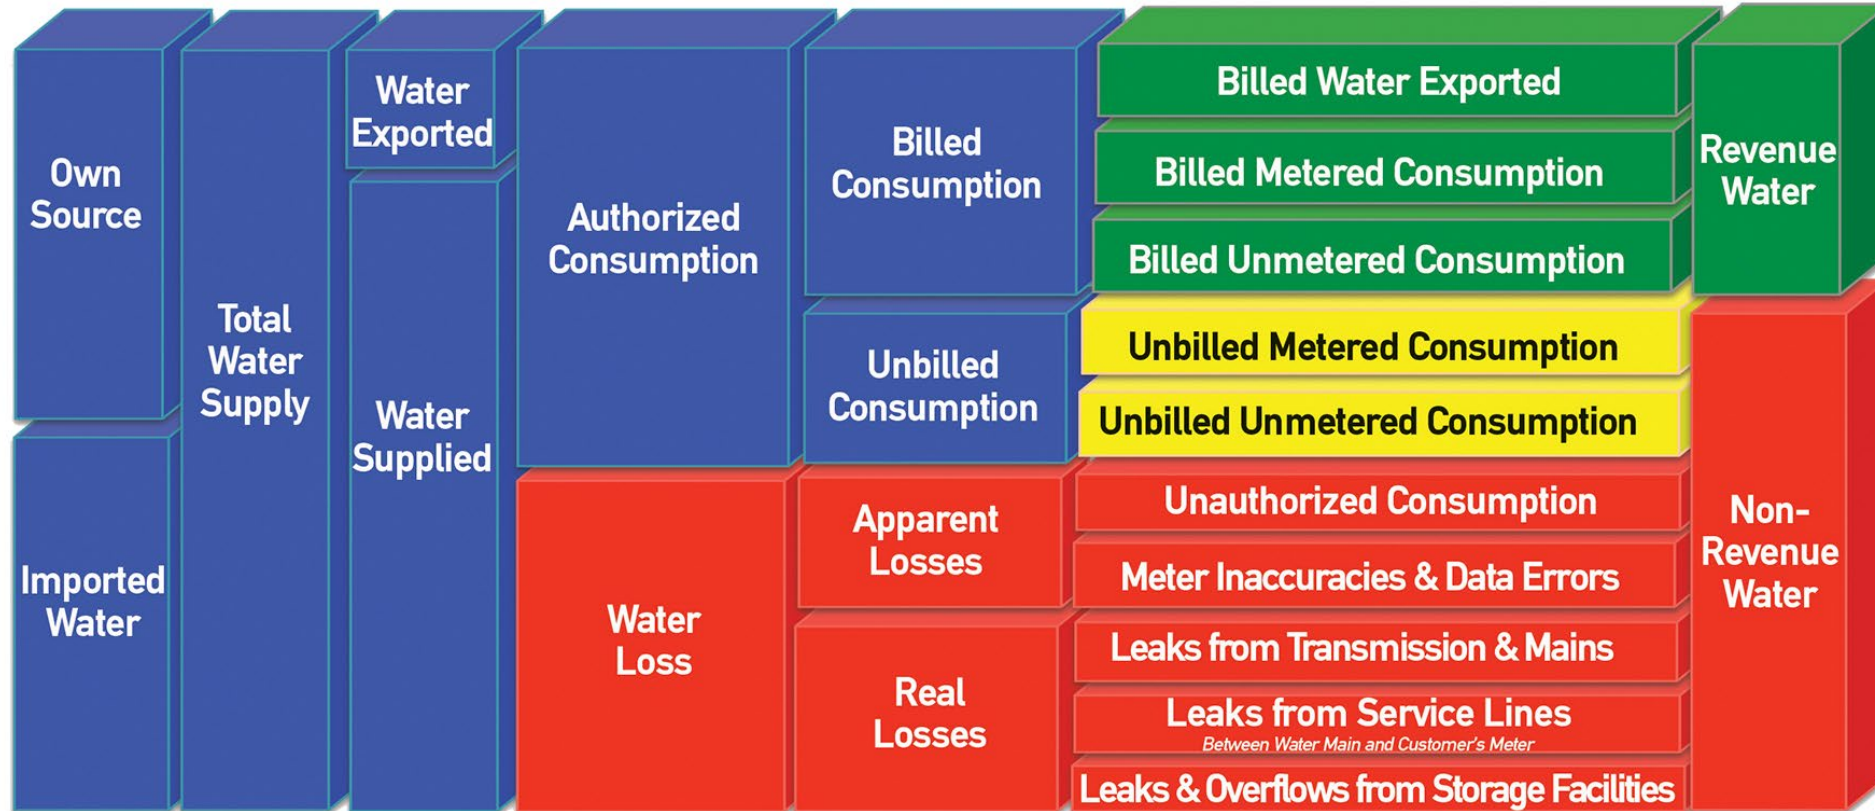 Own
Source
Imported
Water
Total
Water
Supply
Water
Exported
Water
Supplied
Authorized
Consumption
Water
Loss
Billed
Consumption
Unbilled
Consumption
Apparent
Losses
Real
Losses
Billed Water Exported
Billed Metered Consumption
Billed Unmetered Consumption
Unbilled Metered Consumption
Unbilled Unmetered Consumption
Unauthorized Consumption
Meter Inaccuracies & Data Errors
Leaks from Transmission & Mains
Leaks from Service Lines
Between Water Main and Customer's Meter
Leaks & Overflows from Storage Facilities
Revenue
Water
Non-
Revenue
Water